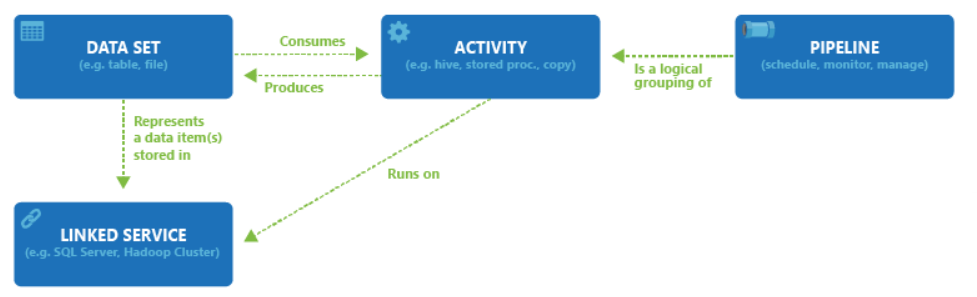 DATA SET
(e.g. table, file)
Consumes
Produces
ACTIVITY
(e.g. hive, stored proc., copy)
Is a logical
grouping of
PIPELINE
(schedule, monitor, manage)
Represents
a data item(s)
stored in
Runs on
LINKED SERVICE
(e.g. SQL Server, Hadoop Cluster)